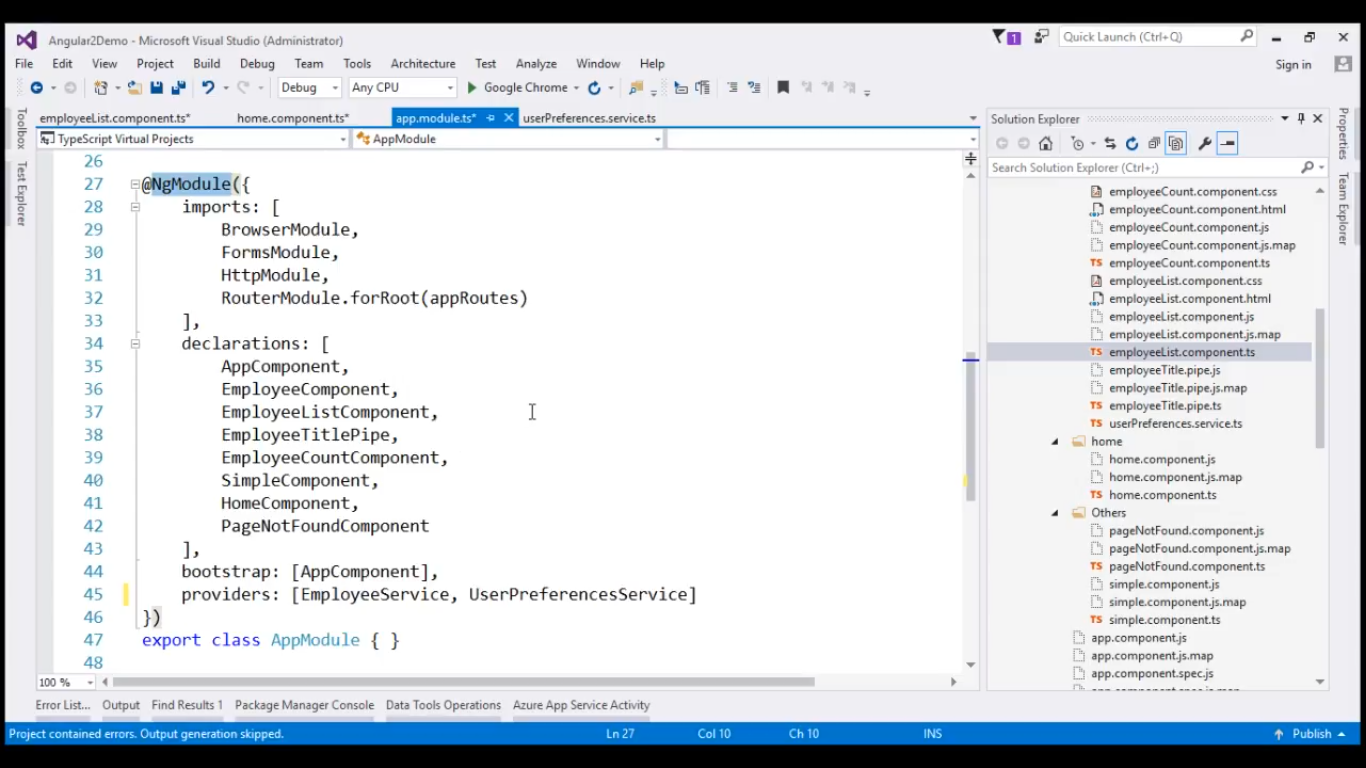 Angular2Demo - Microsoft Visual Studio (Administrator)
1
Quick Launch (Ctrl+Q)
File Edit View Project Build Debug Team Tools Architecture Test Analyze Window Help
Sign in
Debug Any CPU Google Chrome
Toolbox
Test Explorer
employeeList.component.ts* home.component.ts* app.module.ts* userPreferences.service.ts
TypeScript Virtual Projects AppModule
26
27 @NgModule({
28 imports: [
29 BrowserModule,
30 FormsModule,
31 HttpModule,
32 RouterModule.forRoot(appRoutes)
33 ],
34 declarations: [
35 AppComponent,
36 EmployeeComponent,
37 EmployeeListComponent,
38 EmployeeTitlePipe,
39 EmployeeCountComponent,
40 SimpleComponent,
41 HomeComponent,
42 PageNotFoundComponent
43 ],
44 bootstrap: [AppComponent],
45 providers: [EmployeeService, UserPreferencesService]
46 })
47 export class AppModule { }
48
100 %
Solution Explorer
Search Solution Explorer (Ctrl+;)
employeeCount.component.css
employeeCount.component.html
employeeCount.component.js
employeeCount.component.js.map
TS employeeCount.component.ts
employeeList.component.css
employeeList.component.html
employeeList.component.js
employeeList.component.js.map
TS employeeList.component.ts
employeeTitle.pipe.js
employeeTitle.pipe.js.map
TS employeeTitle.pipe.ts
TS userPreferences.service.ts
home
home.component.js
home.component.js.map
TS home.component.ts
Others
pageNotFound.component.js
pageNotFound.component.js.map
TS pageNotFound.component.ts
simple.component.js
simple.component.js.map
TS simple.component.ts
app.component.js
app.component.js.map
app.component.spec.js
Properties
Team Explorer
Error List... Output Find Results 1 Package Manager Console Data Tools Operations Azure App Service Activity
Project contained errors. Output generation skipped. Ln 27 Col 10 Ch 10 INS Publish